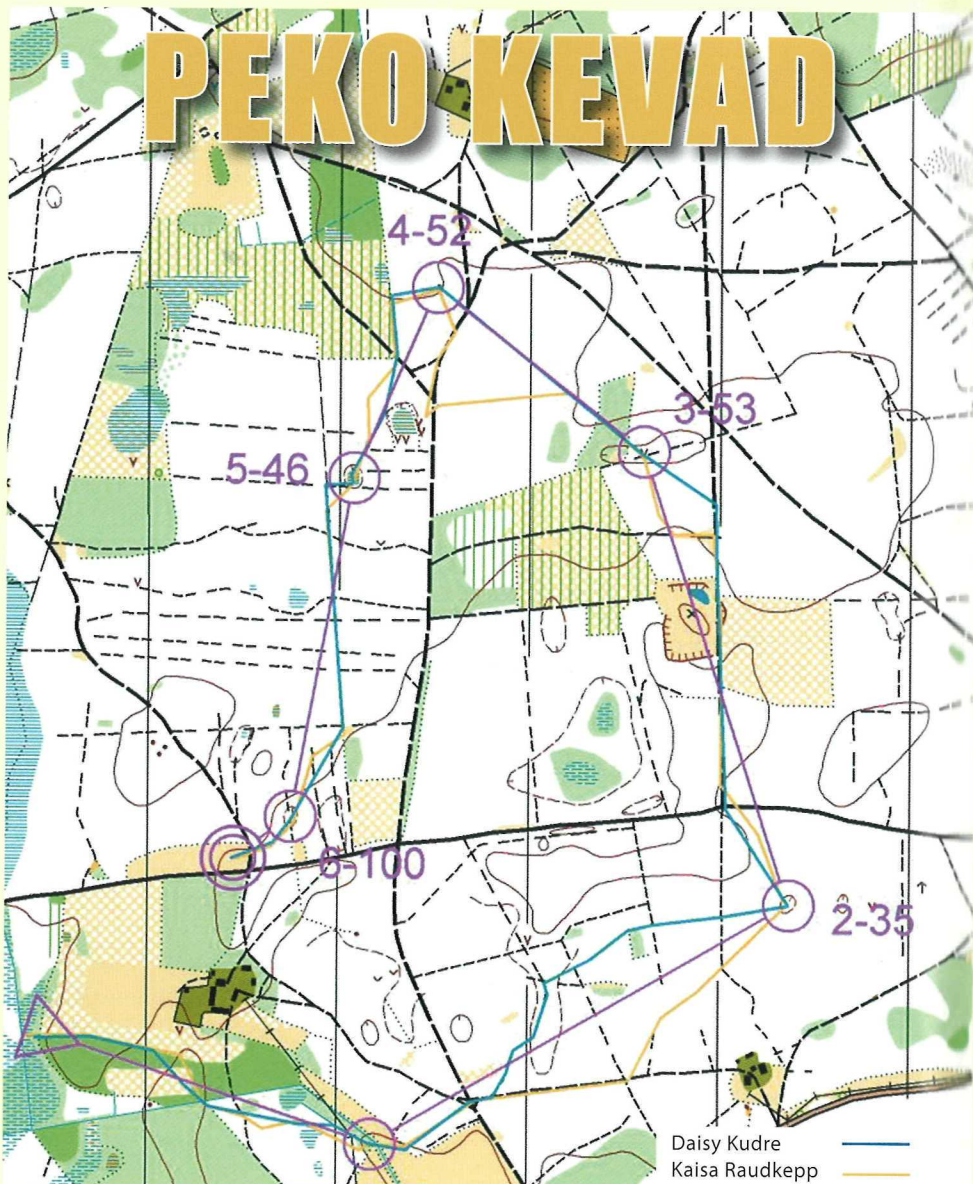 PEKO KEVAD
4-52
3-53
5-46
6-100
2-35
Daisy Kudre
Kaisa Raudkepp